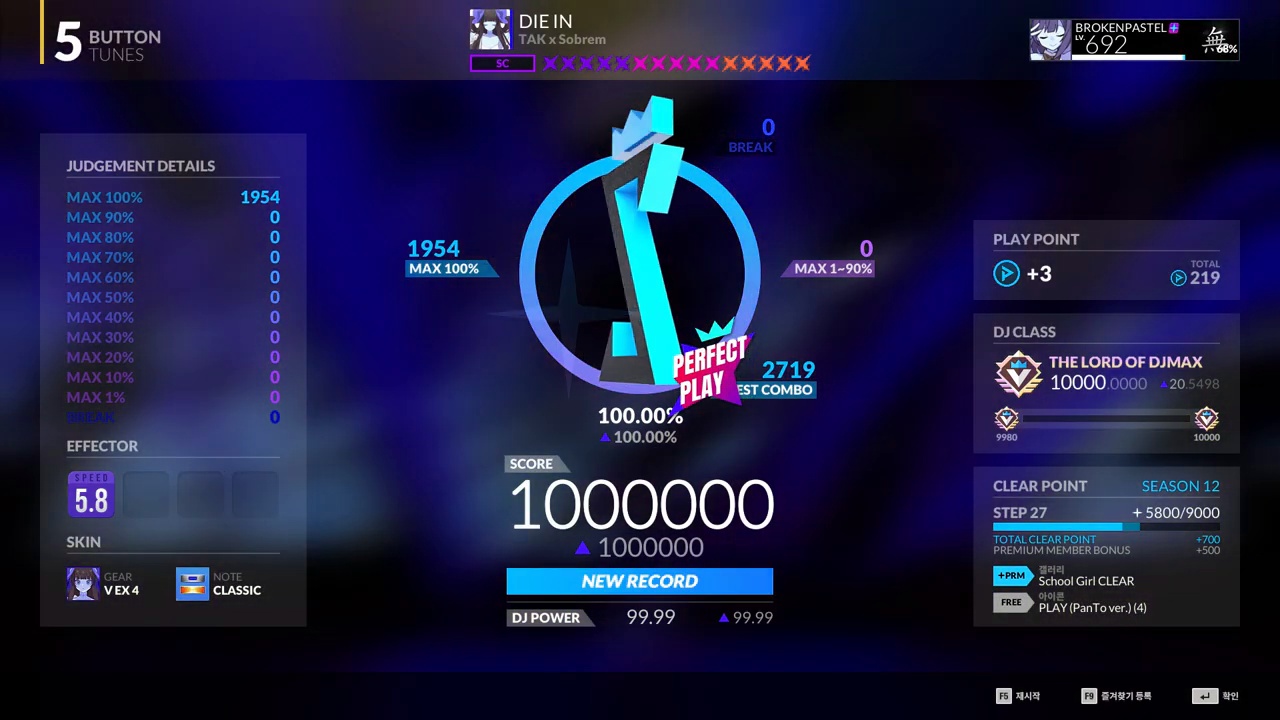 5 BUTTON TUNES
DIE IN
TAK x Sobrem
SC
BROKENPASTEL
LV. 692
無
68%
JUDGEMENT DETAILS
MAX 100% 1954
MAX 90% 0
MAX 80% 0
MAX 70% 0
MAX 60% 0
MAX 50% 0
MAX 40% 0
MAX 30% 0
MAX 20% 0
MAX 10% 0
MAX 1% 0
BREAK 0
EFFECTOR
SPEED
5.8
SKIN
GEAR
V EX 4
NOTE
CLASSIC
0
BREAK
1954
MAX 100%
0
MAX 1~90%
PERFECT
PLAY
2719
EST COMBO
100.00%
▲ 100.00%
SCORE
1000000
▲ 1000000
NEW RECORD
DJ POWER 99.99 ▲ 99.99
PLAY POINT
+3
TOTAL
219
DJ CLASS
THE LORD OF DJMAX
10000.0000 ▲20.5498
9980 10000
CLEAR POINT SEASON 12
STEP 27 + 5800/9000
TOTAL CLEAR POINT +700
PREMIUM MEMBER BONUS +500
+PRM 갤러리
School Girl CLEAR
FREE 아이콘
PLAY (PanTo ver.) (4)
F5 재시작 F9 즐겨찾기 등록 확인